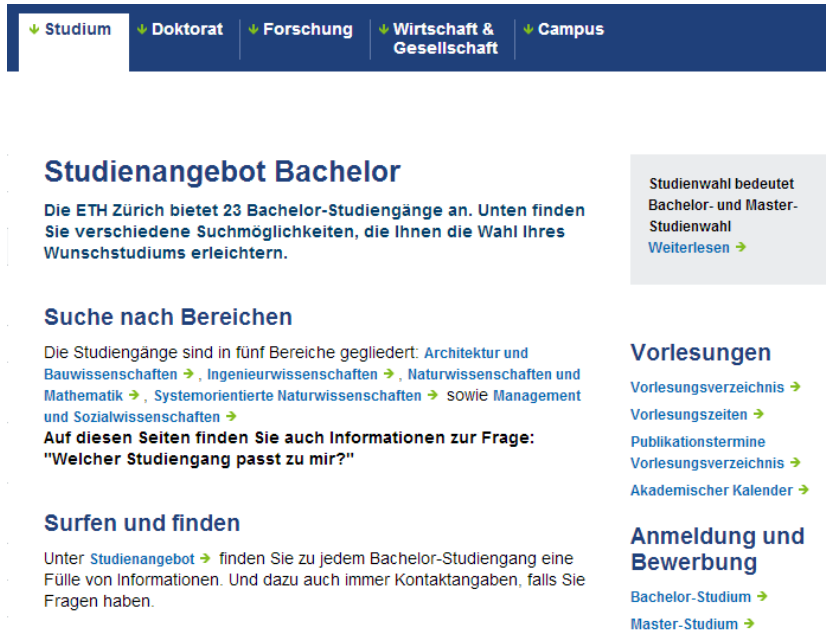 Studium
Doktorat
Forschung
Wirtschaft &
Gesellschaft
Campus
Studienangebot Bachelor
Die ETH Zürich bietet 23 Bachelor-Studiengänge an. Unten finden
Sie verschiedene Suchmöglichkeiten, die Ihnen die Wahl Ihres
Wunschstudiums erleichtern.
Suche nach Bereichen
Die Studiengänge sind in fünf Bereiche gegliedert: Architektur und
Bauwissenschaften → , Ingenieurwissenschaften → , Naturwissenschaften und
Mathematik → , Systemorientierte Naturwissenschaften → sowie Management
und Sozialwissenschaften →
Auf diesen Seiten finden Sie auch Informationen zur Frage:
"Welcher Studiengang passt zu mir?"
Surfen und finden
Unter Studienangebot → finden Sie zu jedem Bachelor-Studiengang eine
Fülle von Informationen. Und dazu auch immer Kontaktangaben, falls Sie
Fragen haben.
Studienwahl bedeutet
Bachelor- und Master-
Studienwahl
Weiterlesen →
Vorlesungen
Vorlesungsverzeichnis →
Vorlesungszeiten →
Publikationstermine
Vorlesungsverzeichnis →
Akademischer Kalender →
Anmeldung und
Bewerbung
Bachelor-Studium →
Master-Studium →